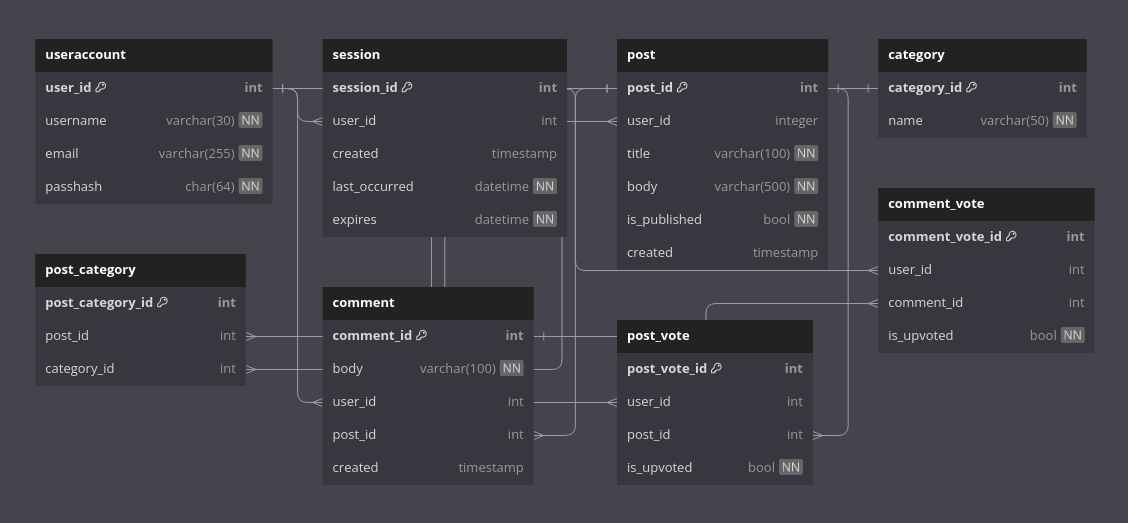 useraccount
user_id int
username varchar(30) NN
email varchar(255) NN
passhash char(64) NN
session
session_id int
user_id int
created timestamp
last_occurred datetime NN
expires datetime NN
post
post_id int
user_id integer
title varchar(100) NN
body varchar(500) NN
is_published bool NN
created timestamp
category
category_id int
name varchar(50) NN
comment_vote
comment_vote_id int
user_id int
comment_id int
is_upvoted bool NN
post_category
post_category_id int
post_id int
category_id int
comment
comment_id int
body varchar(100) NN
user_id int
post_id int
created timestamp
post_vote
post_vote_id int
user_id int
post_id int
is_upvoted bool NN